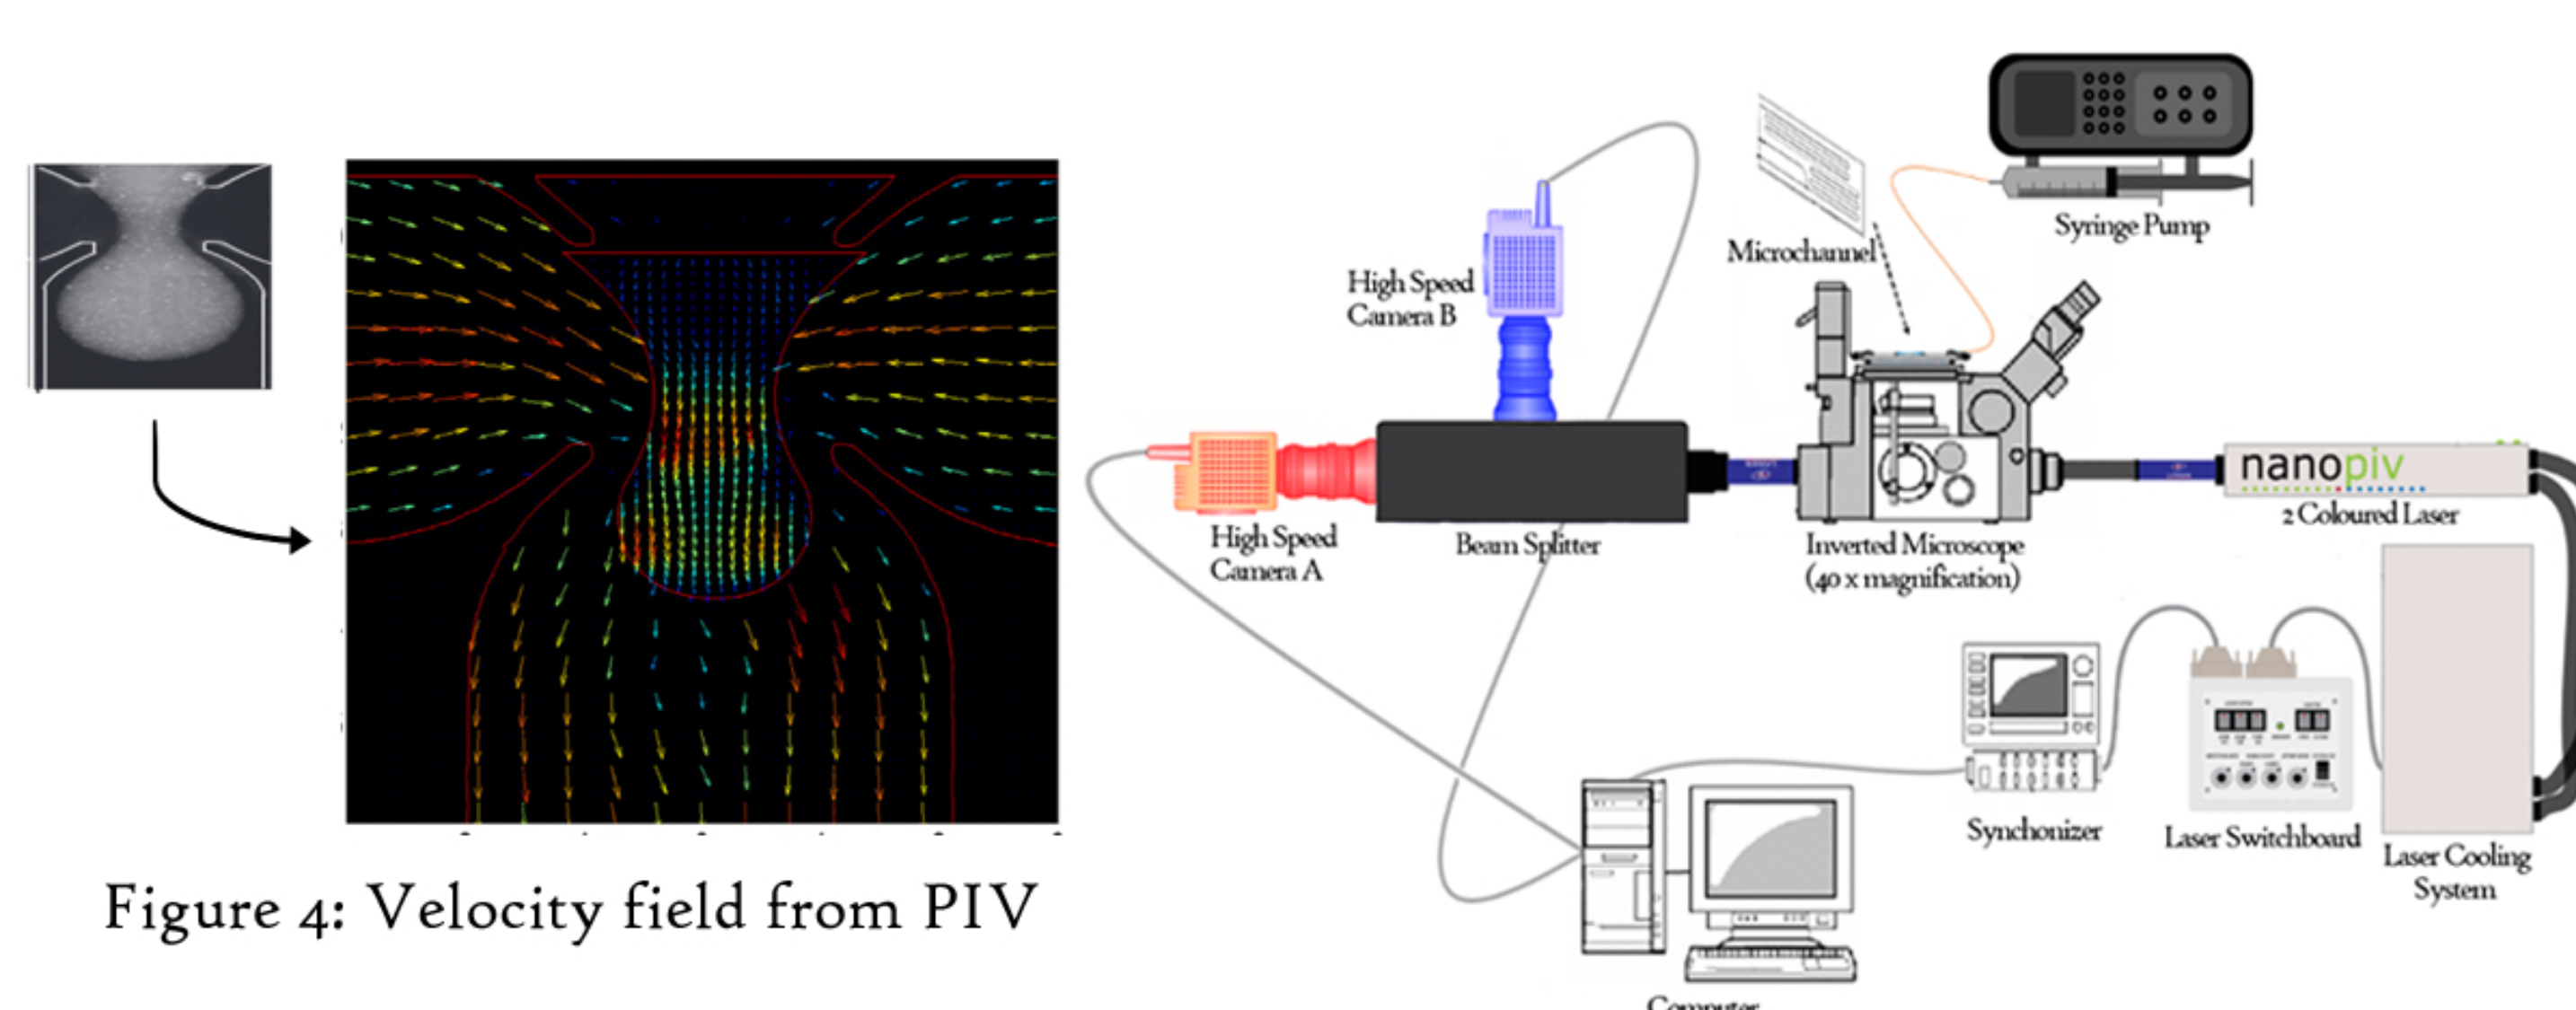 Figure 4: Velocity field from PIV
Syringe Pump
Microchannel
High Speed
Camera B
High Speed
Camera A
Beam Splitter
Inverted Microscope
(40 x magnification)
nanopiv
2 Coloured Laser
Synchonizer
Laser Switchboard
Laser Cooling
System
Computer